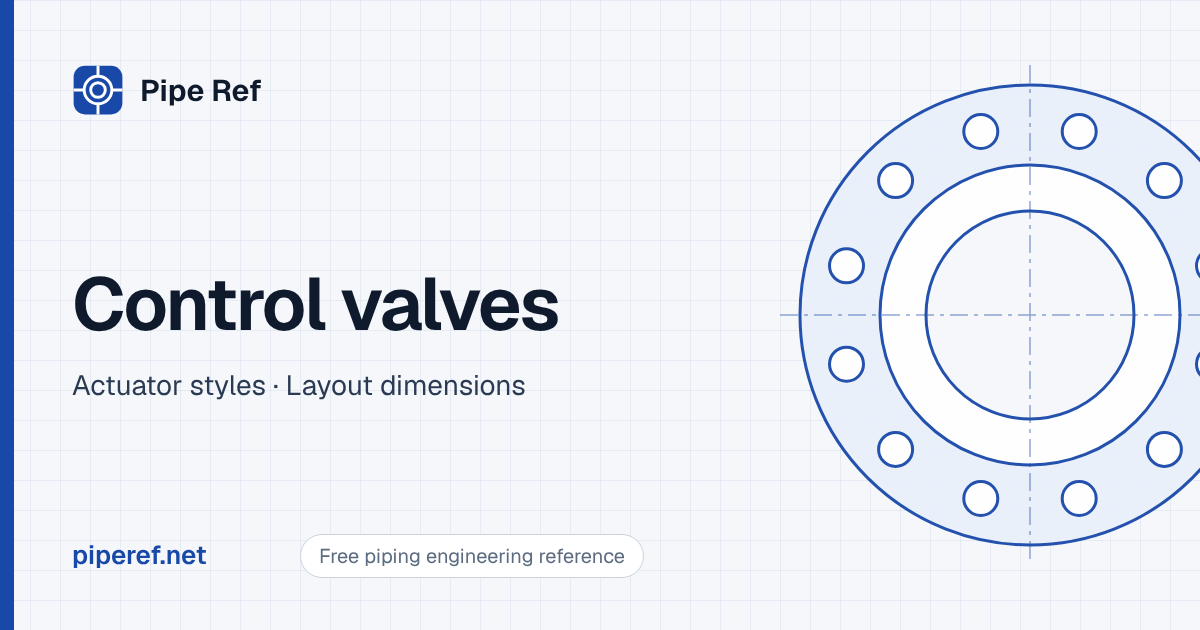 Pipe Ref
Control valves
Actuator styles · Layout dimensions
piperef.net
Free piping engineering reference